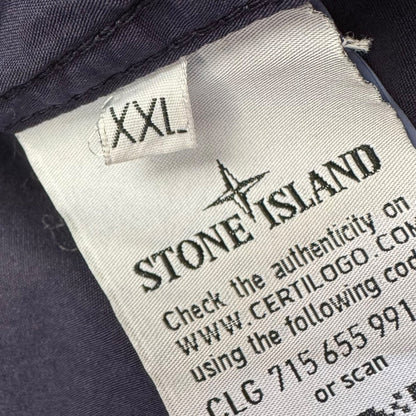 XXL
STONE ISLAND
Check the authenticity on
WWW.CERTILOGO.COM
using the following code
CLG 715 655 991
or scan